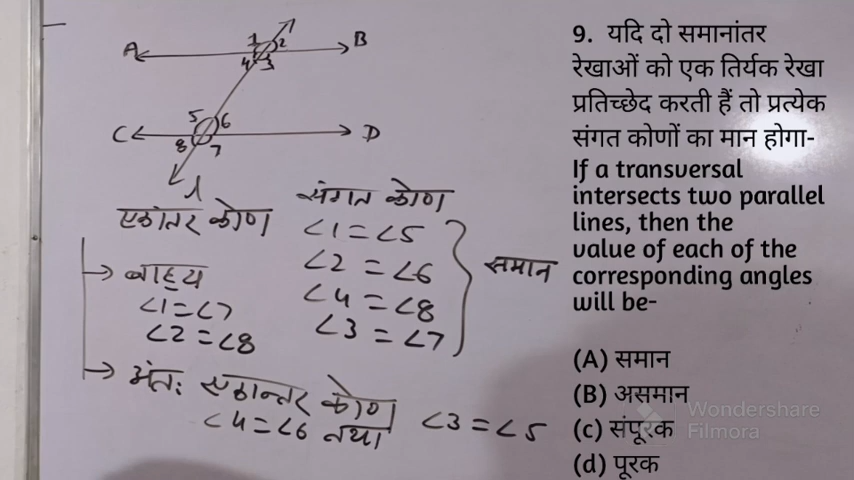 1 2
A B
4 3
5 6
C D
8 7
l
एकांतर कोण
→ बाह्य
∠1=∠7
∠2=∠8
→ अंतः एकान्तर कोण
∠4=∠6 तथा ∠3=∠5
संगत कोण
∠1=∠5
∠2=∠6
∠4=∠8
∠3=∠7
समान
9. यदि दो समानांतर
रेखाओं को एक तिर्यक रेखा
प्रतिच्छेद करती हैं तो प्रत्येक
संगत कोणों का मान होगा-
If a transversal
intersects two parallel
lines, then the
value of each of the
corresponding angles
will be-
(A) समान
(B) असमान
(c) संपूरक
(d) पूरक
Wondershare
Filmora